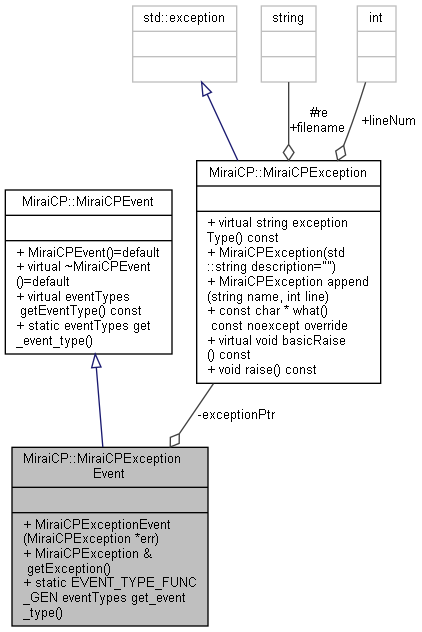 std::exception
string
int
#re
+filename
+lineNum
MiraiCP::MiraiCPException
+ virtual string exception
Type() const
+ MiraiCPException(std
::string description="")
+ MiraiCPException append
(string name, int line)
+ const char * what()
const noexcept override
+ virtual void basicRaise
() const
+ void raise() const
MiraiCP::MiraiCPEvent
+ MiraiCPEvent()=default
+ virtual ~MiraiCPEvent
()=default
+ virtual eventTypes
getEventType() const
+ static eventTypes get
_event_type()
-exceptionPtr
MiraiCP::MiraiCPException
Event
+ MiraiCPExceptionEvent
(MiraiCPException *err)
+ MiraiCPException &
getException()
+ static EVENT_TYPE_FUNC
_GEN eventTypes get_event
_type()